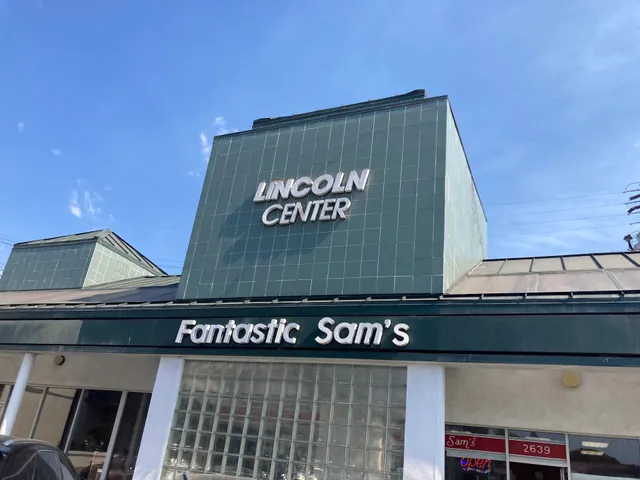 LINCOLN
CENTER
Fantastic Sam's
Sam's
2639
open